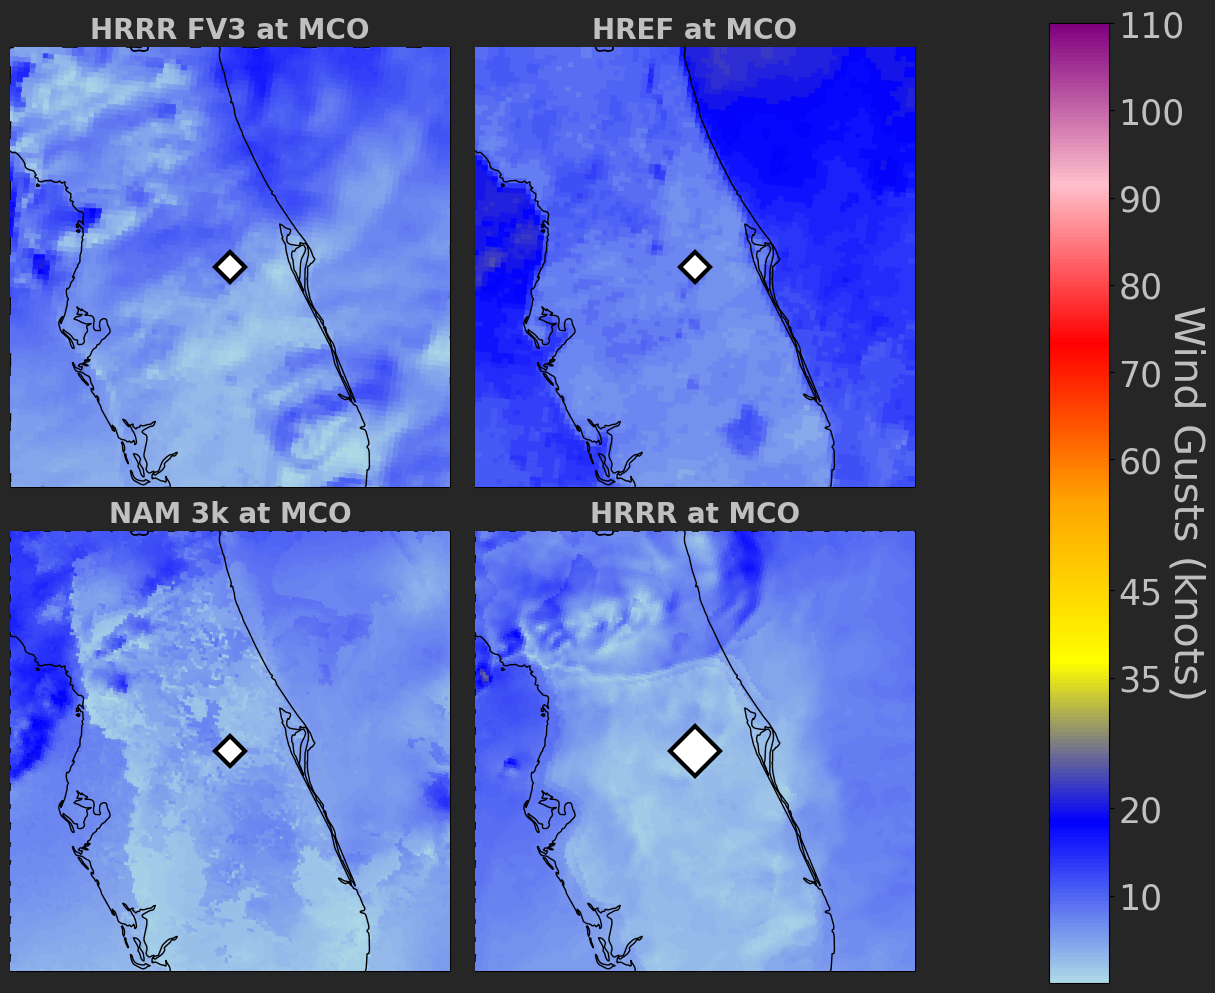 HRRR FV3 at MCO
HREF at MCO
NAM 3k at MCO
HRRR at MCO
110
100
90
80
70
60
45
35
20
10
Wind Gusts (knots)